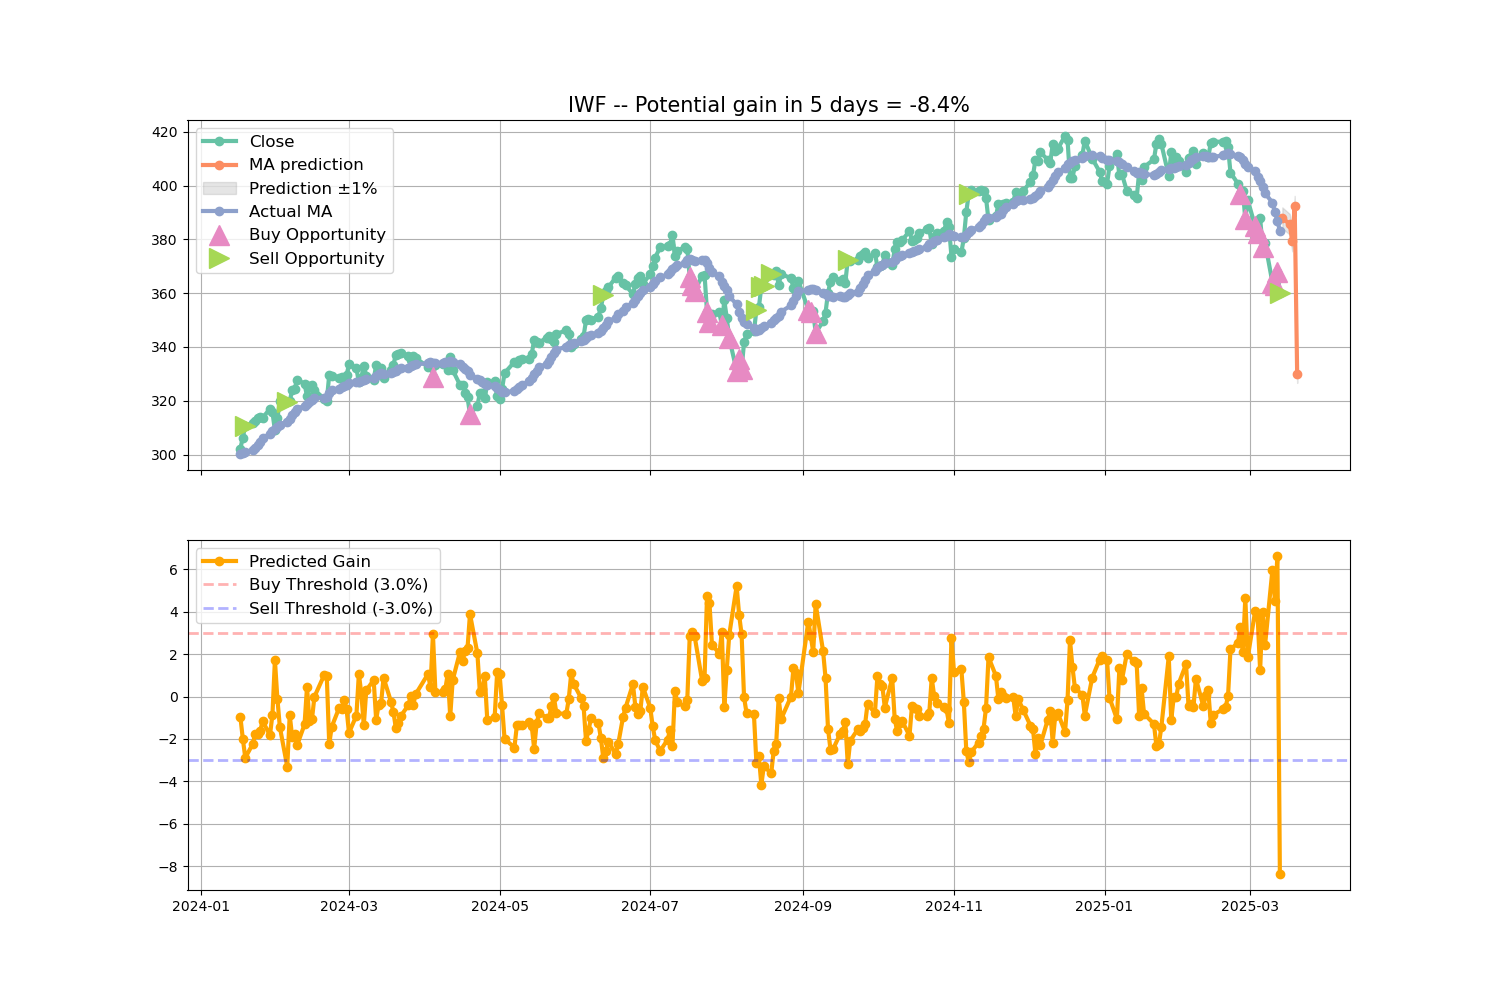 IWF -- Potential gain in 5 days = -8.4%
420
400
380
360
340
320
300
Close
MA prediction
Prediction ±1%
Actual MA
Buy Opportunity
Sell Opportunity
6
4
2
0
−2
−4
−6
−8
Predicted Gain
Buy Threshold (3.0%)
Sell Threshold (-3.0%)
2024-01 2024-03 2024-05 2024-07 2024-09 2024-11 2025-01 2025-03